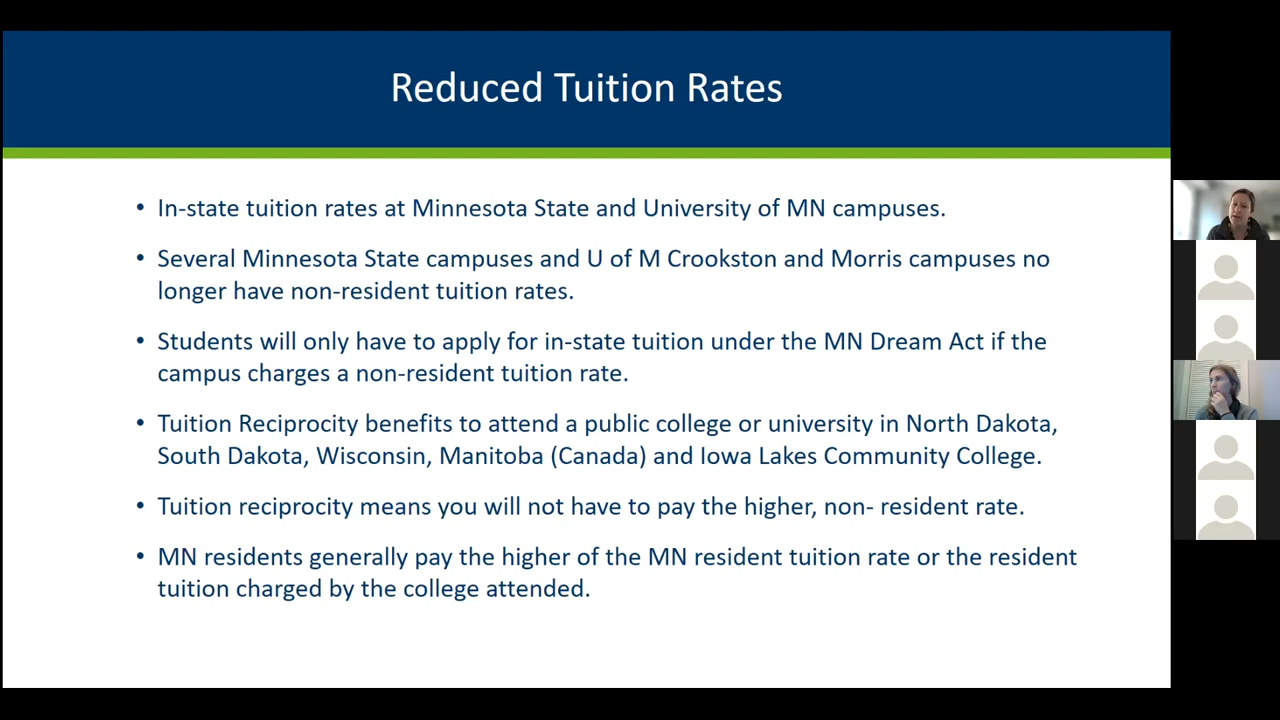 Reduced Tuition Rates
• In-state tuition rates at Minnesota State and University of MN campuses.
• Several Minnesota State campuses and U of M Crookston and Morris campuses no
longer have non-resident tuition rates.
• Students will only have to apply for in-state tuition under the MN Dream Act if the
campus charges a non-resident tuition rate.
• Tuition Reciprocity benefits to attend a public college or university in North Dakota,
South Dakota, Wisconsin, Manitoba (Canada) and Iowa Lakes Community College.
• Tuition reciprocity means you will not have to pay the higher, non- resident rate.
• MN residents generally pay the higher of the MN resident tuition rate or the resident
tuition charged by the college attended.